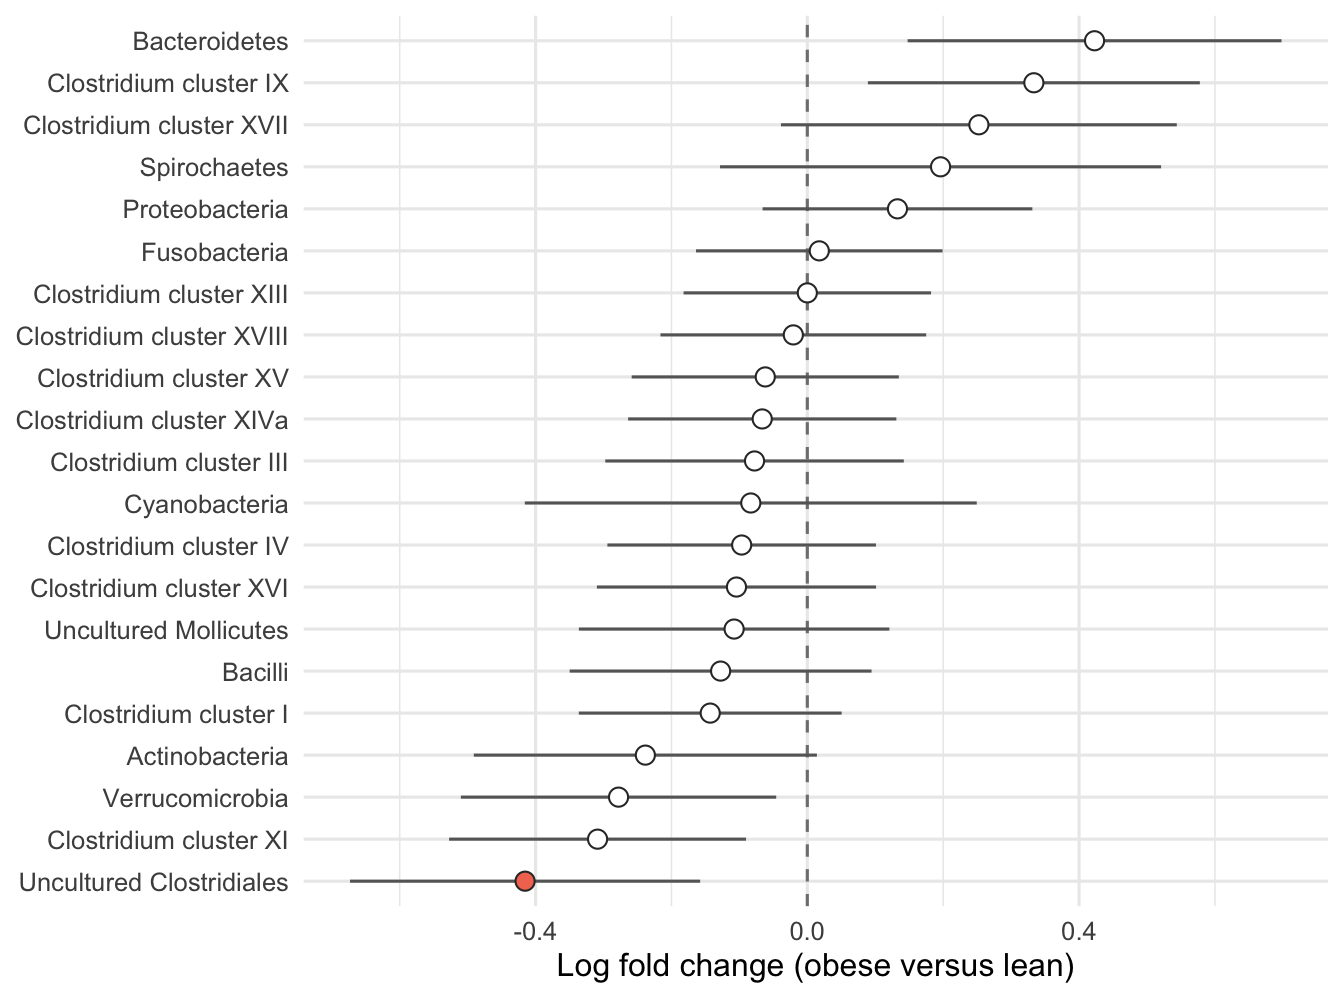 Bacteroidetes
Clostridium cluster IX
Clostridium cluster XVII
Spirochaetes
Proteobacteria
Fusobacteria
Clostridium cluster XIII
Clostridium cluster XVIII
Clostridium cluster XV
Clostridium cluster XIVa
Clostridium cluster III
Cyanobacteria
Clostridium cluster IV
Clostridium cluster XVI
Uncultured Mollicutes
Bacilli
Clostridium cluster I
Actinobacteria
Verrucomicrobia
Clostridium cluster XI
Uncultured Clostridiales
-0.4 0.0 0.4
Log fold change (obese versus lean)